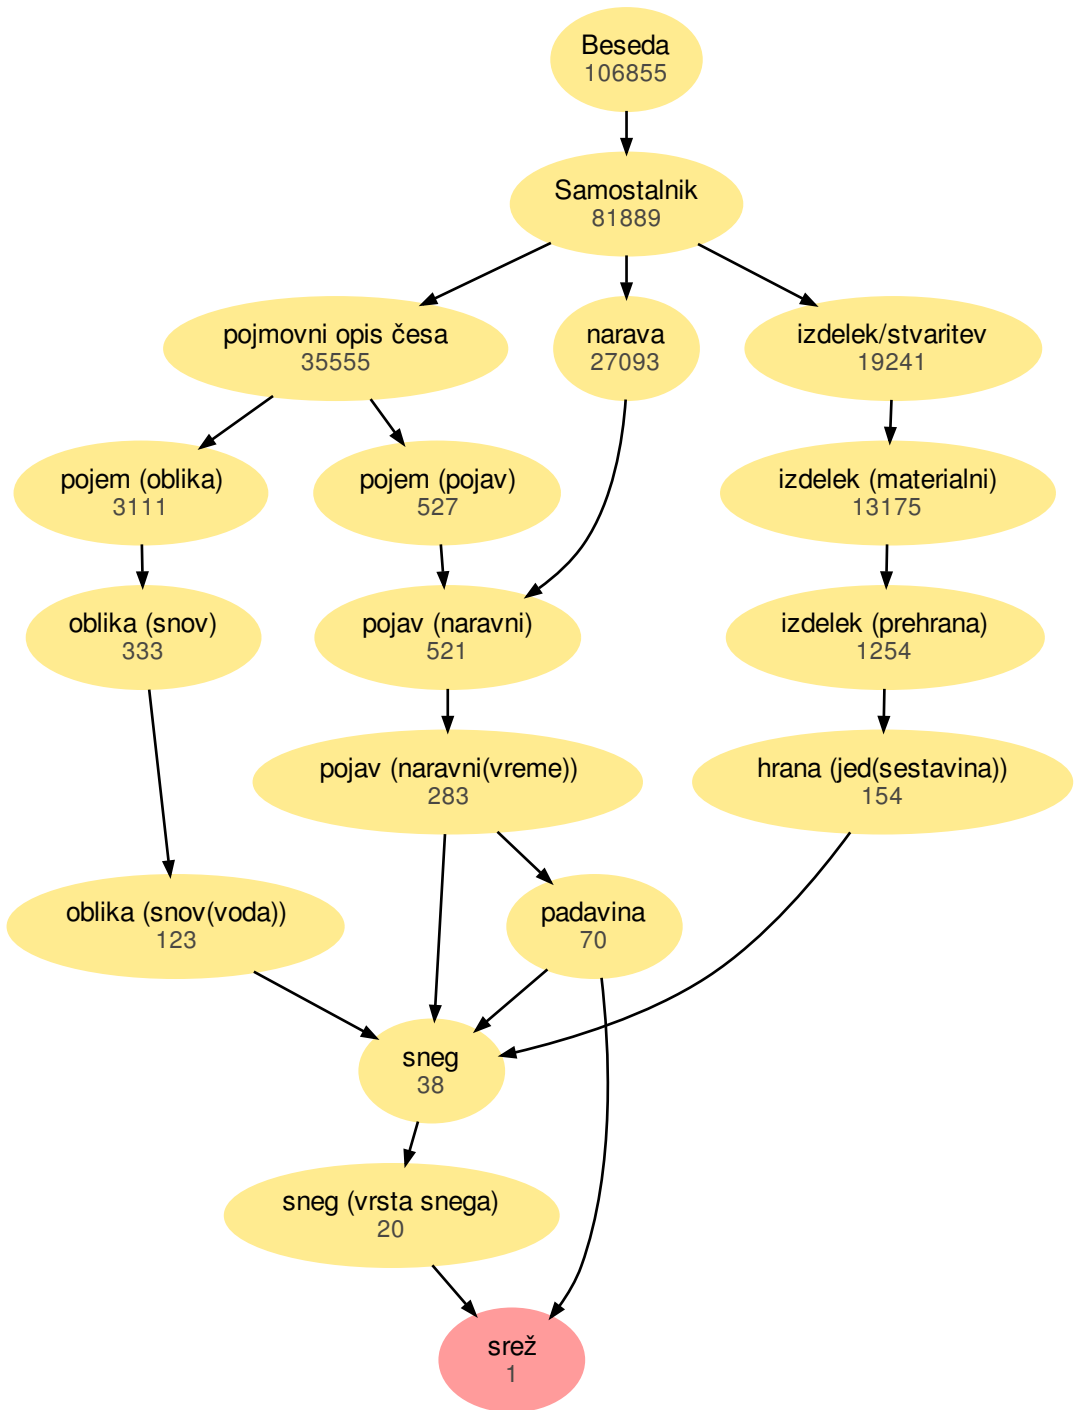 Beseda
106855
Samostalnik
81889
pojmovni opis česa
35555
narava
27093
izdelek/stvaritev
19241
pojem (oblika)
3111
pojem (pojav)
527
izdelek (materialni)
13175
oblika (snov)
333
pojav (naravni)
521
izdelek (prehrana)
1254
pojav (naravni(vreme))
283
hrana (jed(sestavina))
154
oblika (snov(voda))
123
padavina
70
sneg
38
sneg (vrsta snega)
20
srež
1